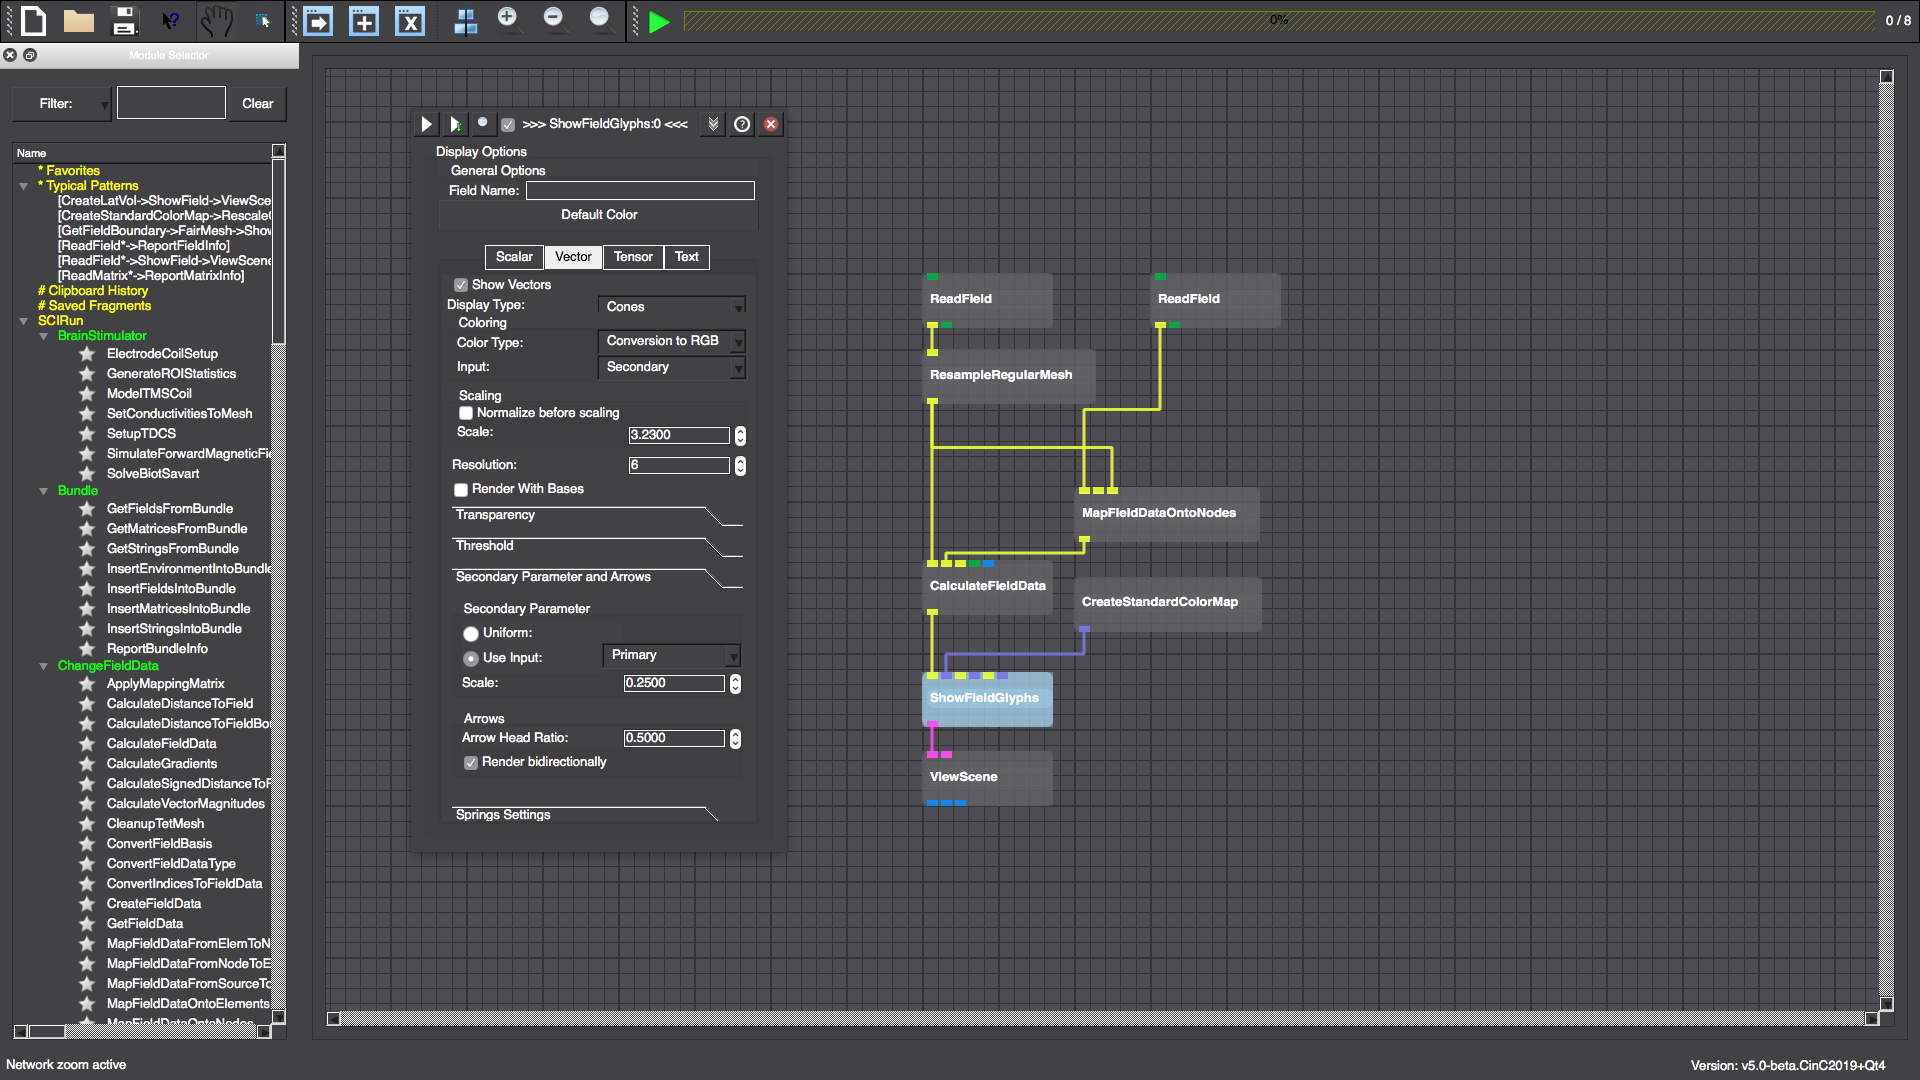 0%
0 / 8
Module Selector
Filter:
Clear
Name
* Favorites
* Typical Patterns
[CreateLatVol->ShowField->ViewSce
[CreateStandardColorMap->Rescale
[GetFieldBoundary->FairMesh->Sho
[ReadField*->ReportFieldInfo]
[ReadField*->ShowField->ViewScene
[ReadMatrix*->ReportMatrixInfo]
# Clipboard History
# Saved Fragments
SCIRun
BrainStimulator
ElectrodeCoilSetup
GenerateROIStatistics
ModelTMSCoil
SetConductivitiesToMesh
SetupTDCS
SimulateForwardMagneticFie
SolveBiotSavart
Bundle
GetFieldsFromBundle
GetMatricesFromBundle
GetStringsFromBundle
InsertEnvironmentIntoBundle
InsertFieldsIntoBundle
InsertMatricesIntoBundle
InsertStringsIntoBundle
ReportBundleInfo
ChangeFieldData
ApplyMappingMatrix
CalculateDistanceToField
CalculateDistanceToFieldBo
CalculateFieldData
CalculateGradients
CalculateSignedDistanceToF
CalculateVectorMagnitudes
CleanupTetMesh
ConvertFieldBasis
ConvertFieldDataType
ConvertIndicesToFieldData
CreateFieldData
GetFieldData
MapFieldDataFromElemToN
MapFieldDataFromNodeToE
MapFieldDataFromSourceTo
MapFieldDataOntoElements
MapFieldDataOntoNodes
>>> ShowFieldGlyphs:0 <<<
Display Options
General Options
Field Name:
Default Color
Scalar
Vector
Tensor
Text
Show Vectors
Display Type:
Cones
Coloring
Color Type:
Conversion to RGB
Input:
Secondary
Scaling
Normalize before scaling
Scale:
3.2300
Resolution:
6
Render With Bases
Transparency
Threshold
Secondary Parameter and Arrows
Secondary Parameter
Uniform:
Use Input:
Primary
Scale:
0.2500
Arrows
Arrow Head Ratio:
0.5000
Render bidirectionally
Springs Settings
ReadField
ReadField
ResampleRegularMesh
MapFieldDataOntoNodes
CalculateFieldData
CreateStandardColorMap
ShowFieldGlyphs
ViewScene
Network zoom active
Version: v5.0-beta.CinC2019+Qt4